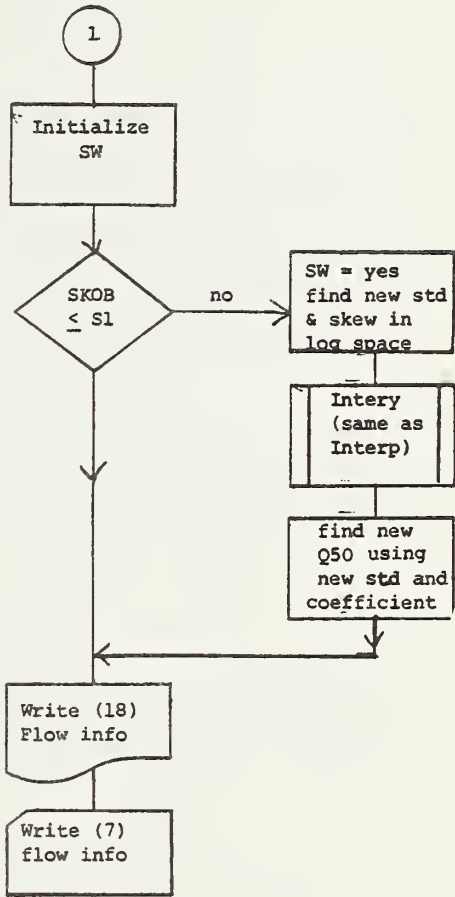 1
Initialize
SW
SKOB
≤ S1
no
SW = yes
find new std
& skew in
log space
Intery
(same as
Interp)
find new
Q50 using
new std and
coefficient
Write (18)
Flow info
Write (7)
flow info